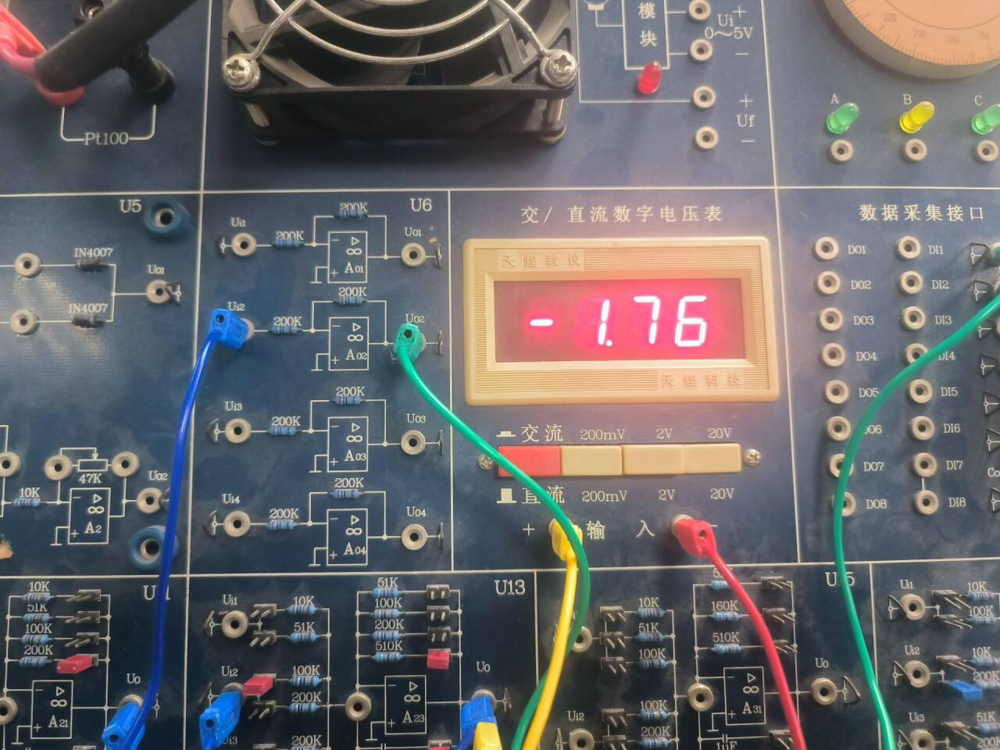 模
块
Ui
+
0～5V
−
+
Uf
−
220
200
A
B
C
Pt100
U5
IN4007
Uo1
IN4007
U6
Ui1
200K
200K
Uo1
A01
Ui2
200K
200K
Uo2
A02
Ui3
200K
200K
Uo3
A03
Ui4
200K
200K
Uo4
A04
交/ 直流数字电压表
天煌教仪
-1.76
天煌科技
交流 200mV 2V 20V
直流 200mV 2V 20V
+ 输 入 −
数据采集接口
DO1 DI1
DO2 DI2
DO3 DI3
DO4 DI4
DO5 DI5
DO6 DI6
DO7 DI7
DO8 DI8
Co
47K
10K
Uo2
A2
10K
51K
100K
200K
Uo
A21
U13
Ui1
10K
51K
Ui2
100K
200K
Ui3
200K
51K
100K
200K
510K
Uo
A23
10K
51K
100K
Ui2
100K
200K
160K
510K
Uo
A31
1uF
Ui1
10K
100K
Ui2
10K
200K
Ui3
51K